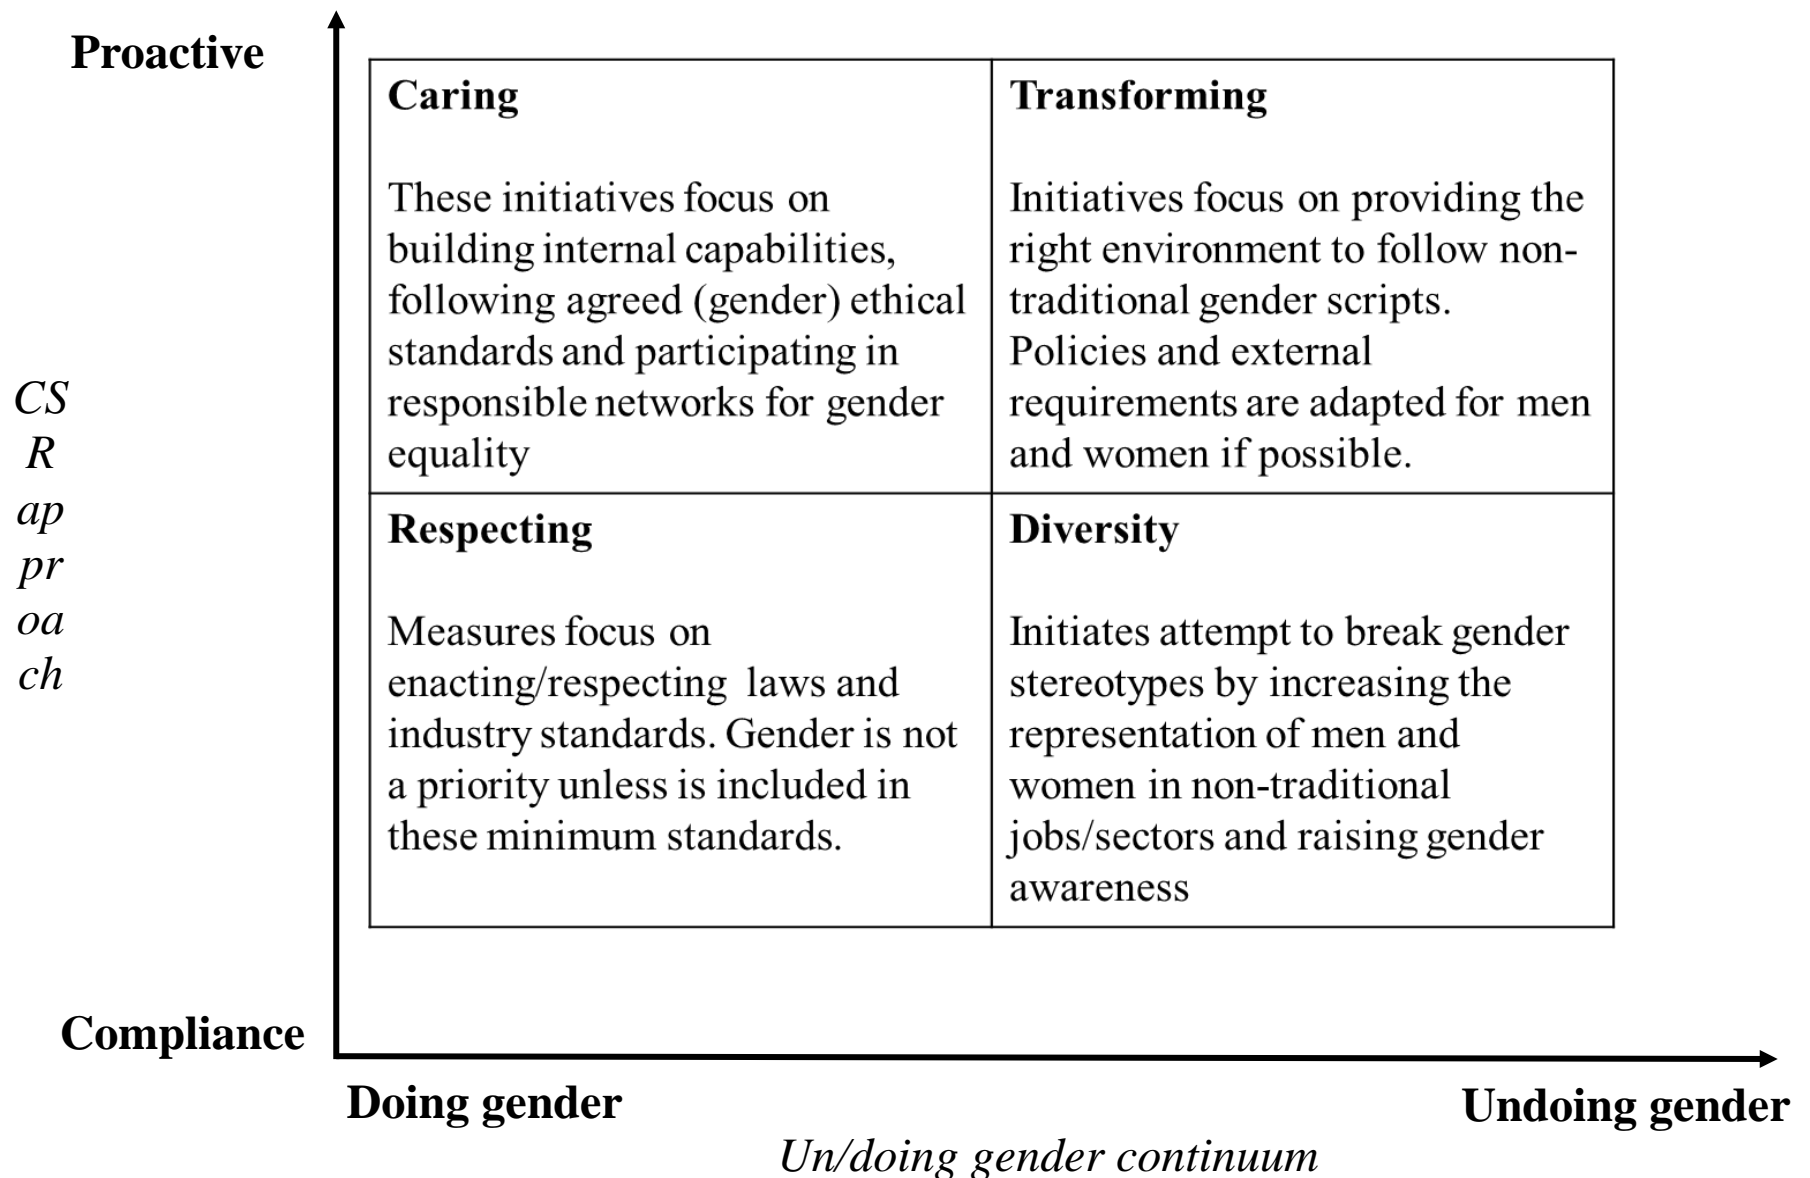 Proactive
Caring
These initiatives focus on
building internal capabilities,
following agreed (gender) ethical
standards and participating in
responsible networks for gender
equality
Transforming
Initiatives focus on providing the
right environment to follow non-
traditional gender scripts.
Policies and external
requirements are adapted for men
and women if possible.
CS
R
ap
pr
oa
ch
Respecting
Measures focus on
enacting/respecting laws and
industry standards. Gender is not
a priority unless is included in
these minimum standards.
Diversity
Initiates attempt to break gender
stereotypes by increasing the
representation of men and
women in non-traditional
jobs/sectors and raising gender
awareness
Compliance
Doing gender
Undoing gender
Un/doing gender continuum